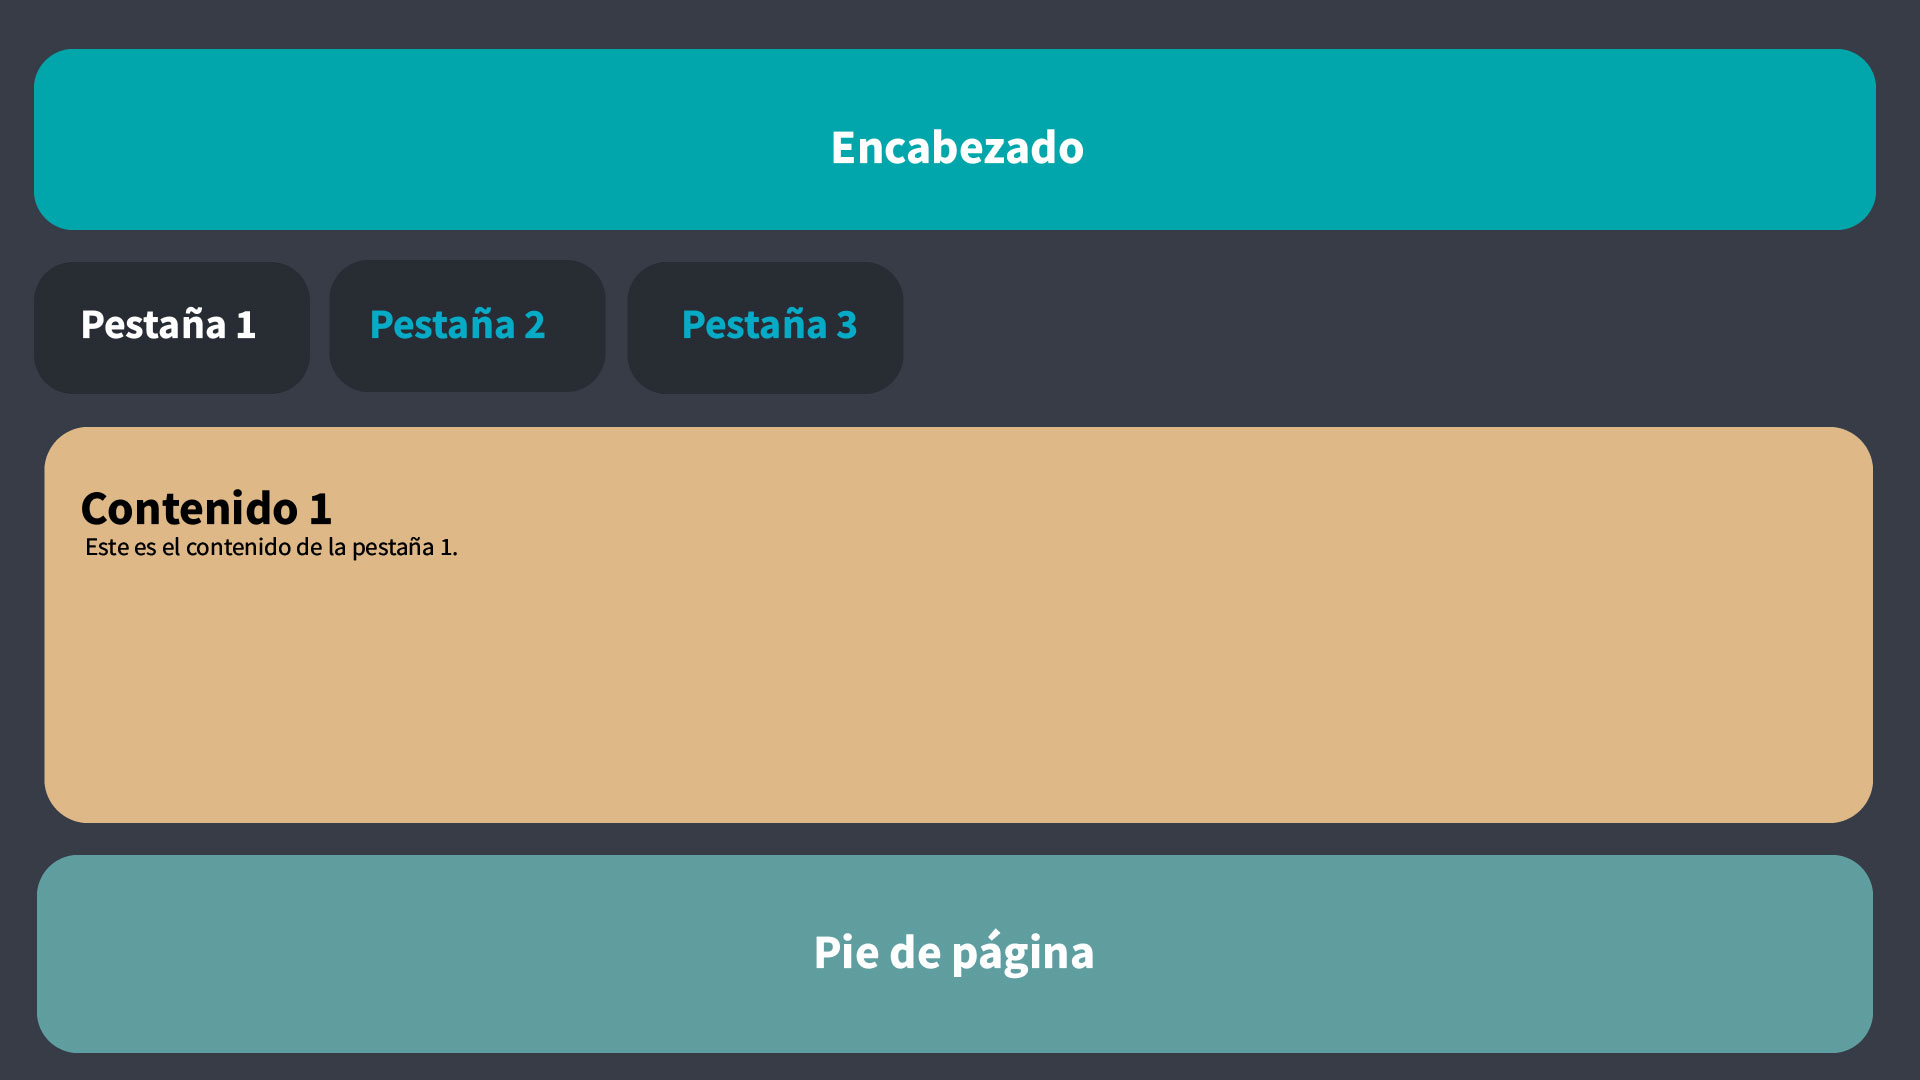 Encabezado
Pestaña 1 Pestaña 2 Pestaña 3
Contenido 1
Este es el contenido de la pestaña 1.
Pie de página